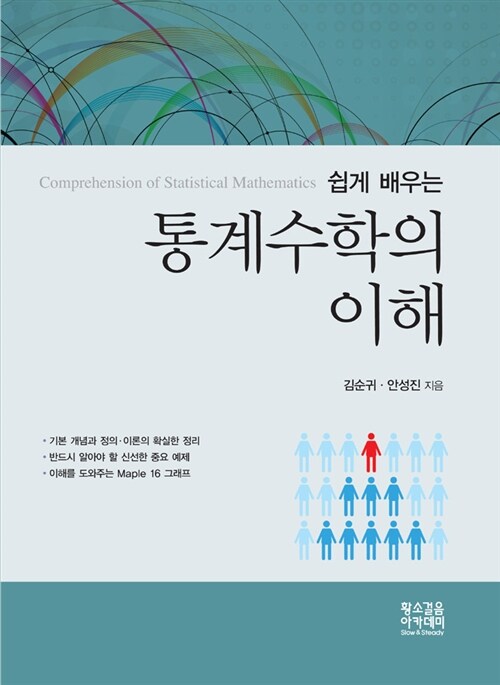 Comprehension of Statistical Mathematics 쉽게 배우는
통계수학의
이해
김순귀 · 안성진 지음
• 기본 개념과 정의·이론의 확실한 정리
• 반드시 알아야 할 신선한 중요 예제
• 이해를 도와주는 Maple 16 그래프
황소걸음
아카데미
Slow & Steady